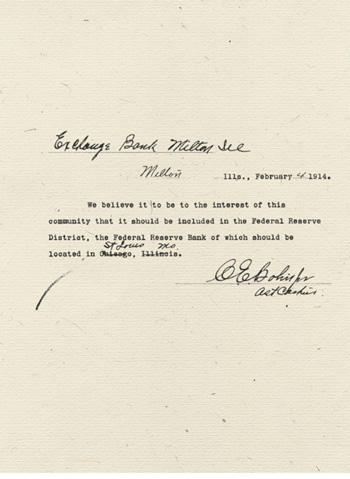 Exchange Bank Milton Ill
Milton Ills., February 4 1914.
We believe it to be to the interest of this
community that it should be included in the Federal Reserve
District, the Federal Reserve Bank of which should be
St Louis Mo.
located in Chicago, Illinois.
C E Bolin
Ast Cashier